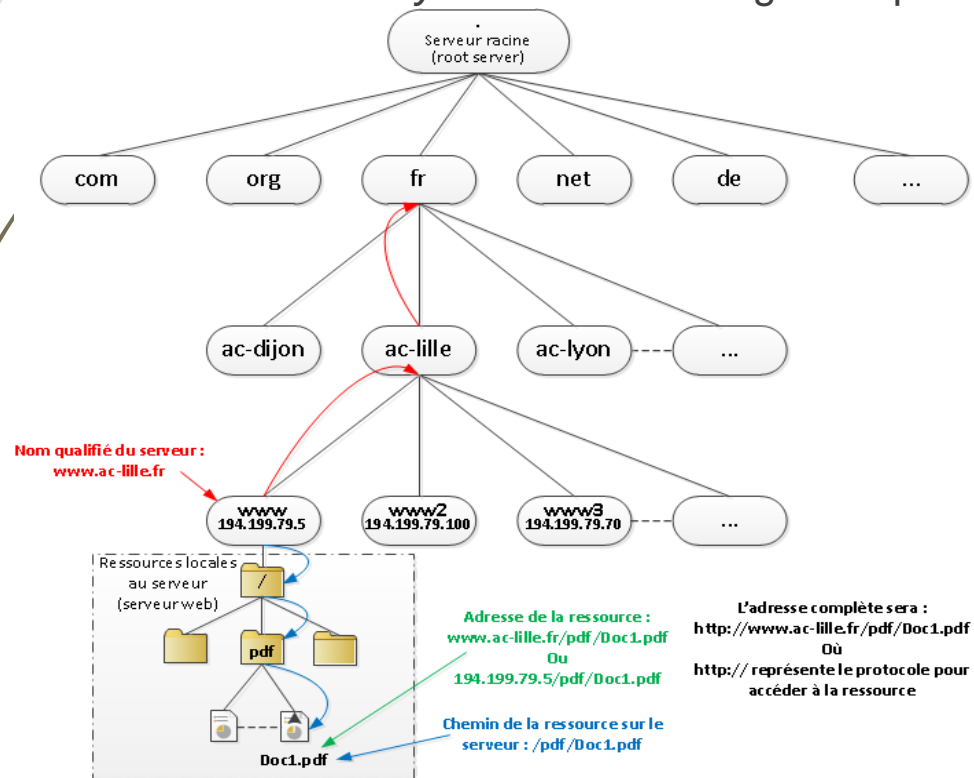 .
Serveur racine
(root server)
com
org
fr
net
de
...
ac-dijon
ac-lille
ac-lyon
...
Nom qualifié du serveur :
www.ac-lille.fr
www
194.199.79.5
www2
194.199.79.100
www3
194.199.79.70
...
Ressources locales
au serveur
(serveur web)
/
pdf
Doc1.pdf
Adresse de la ressource :
www.ac-lille.fr/pdf/Doc1.pdf
Ou
194.199.79.5/pdf/Doc1.pdf
Chemin de la ressource sur le
serveur : /pdf/Doc1.pdf
L'adresse complète sera :
http://www.ac-lille.fr/pdf/Doc1.pdf
Où
http:// représente le protocole pour
accéder à la ressource